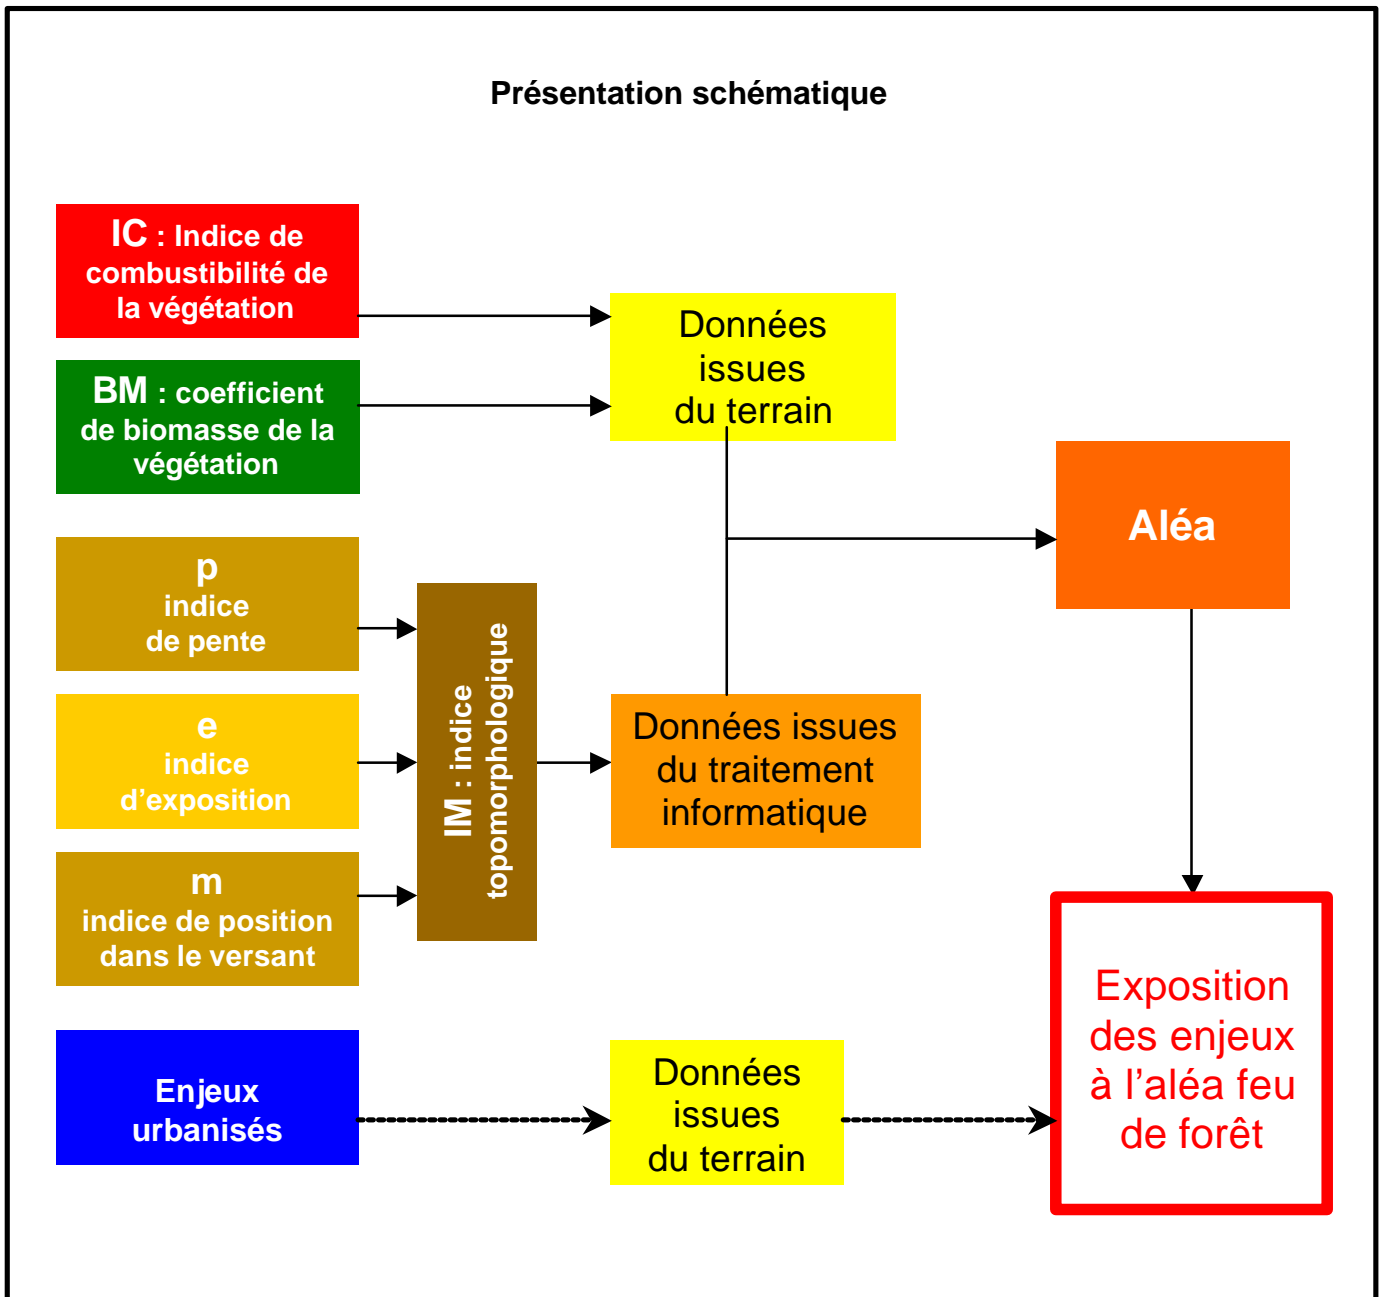 Présentation schématique
IC : Indice de
combustibilité de
la végétation
BM : coefficient
de biomasse de la
végétation
Données
issues
du terrain
Aléa
p
indice
de pente
e
indice
d'exposition
m
indice de position
dans le versant
IM : indice
topomorphologique
Données issues
du traitement
informatique
Enjeux
urbanisés
Données
issues
du terrain
Exposition
des enjeux
à l'aléa feu
de forêt